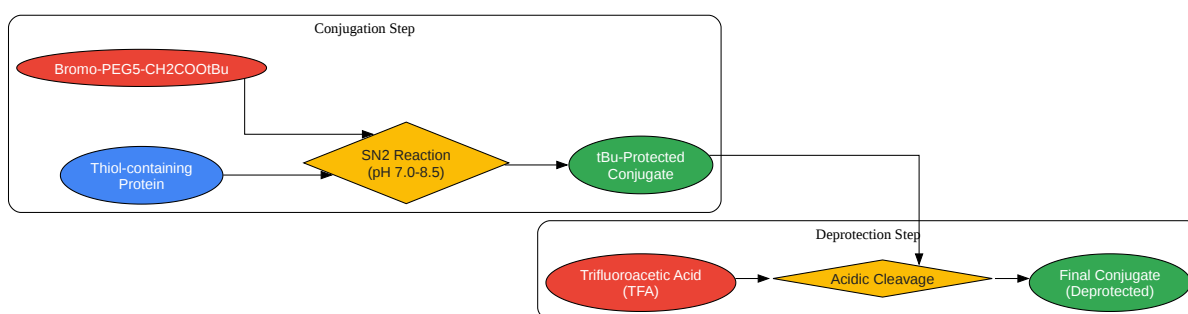 Conjugation Step
Bromo-PEG5-CH2COOtBu
Thiol-containing
Protein
SN2 Reaction
(pH 7.0-8.5)
tBu-Protected
Conjugate
Deprotection Step
Trifluoroacetic Acid
(TFA)
Acidic Cleavage
Final Conjugate
(Deprotected)